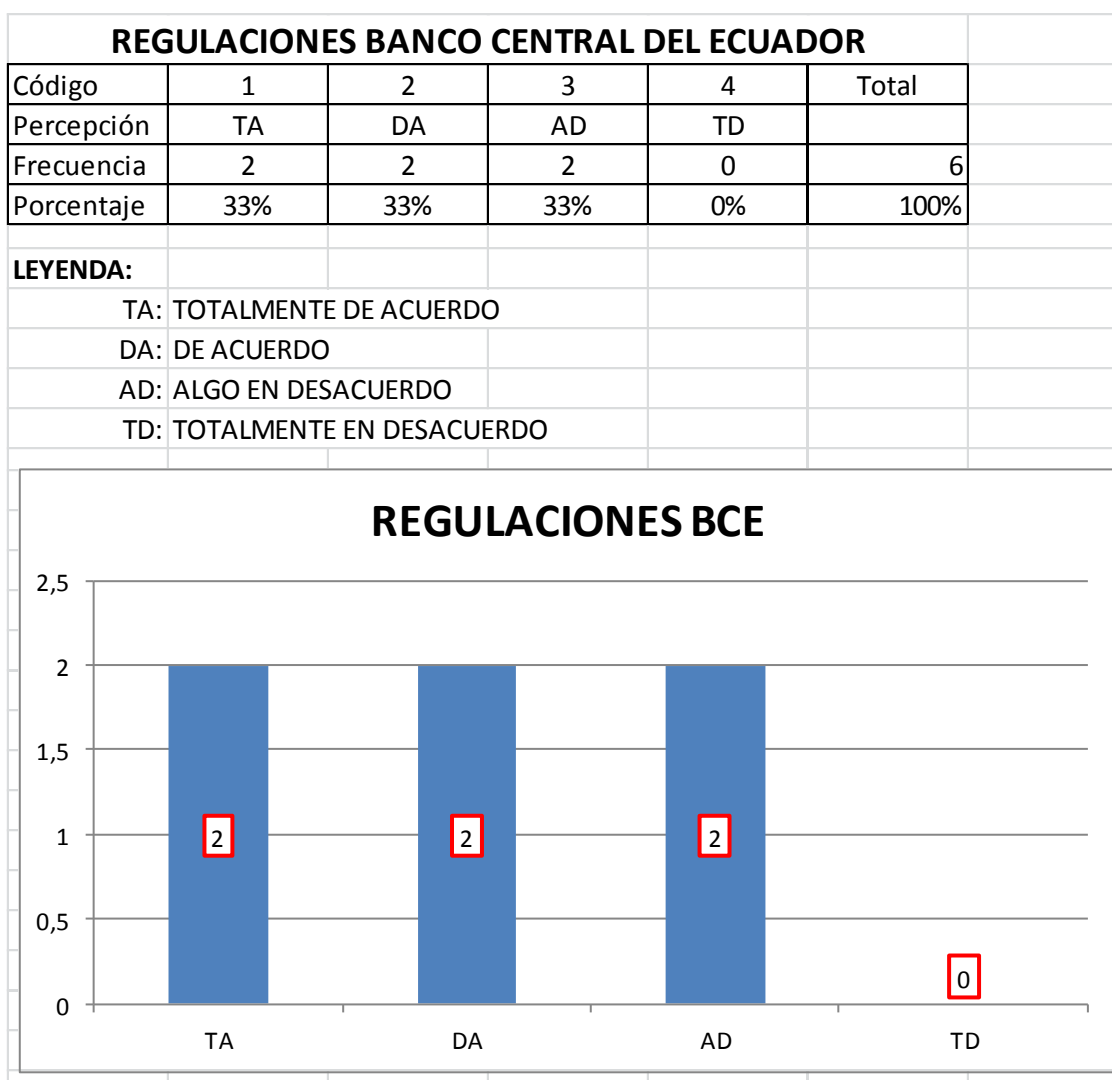 REGULACIONES BANCO CENTRAL DEL ECUADOR
Código 1 2 3 4 Total
Percepción TA DA AD TD
Frecuencia 2 2 2 0 6
Porcentaje 33% 33% 33% 0% 100%
LEYENDA:
TA: TOTALMENTE DE ACUERDO
DA: DE ACUERDO
AD: ALGO EN DESACUERDO
TD: TOTALMENTE EN DESACUERDO
REGULACIONES BCE
2,5
2
1,5
1
2 2 2
0,5
0
0
TA DA AD TD